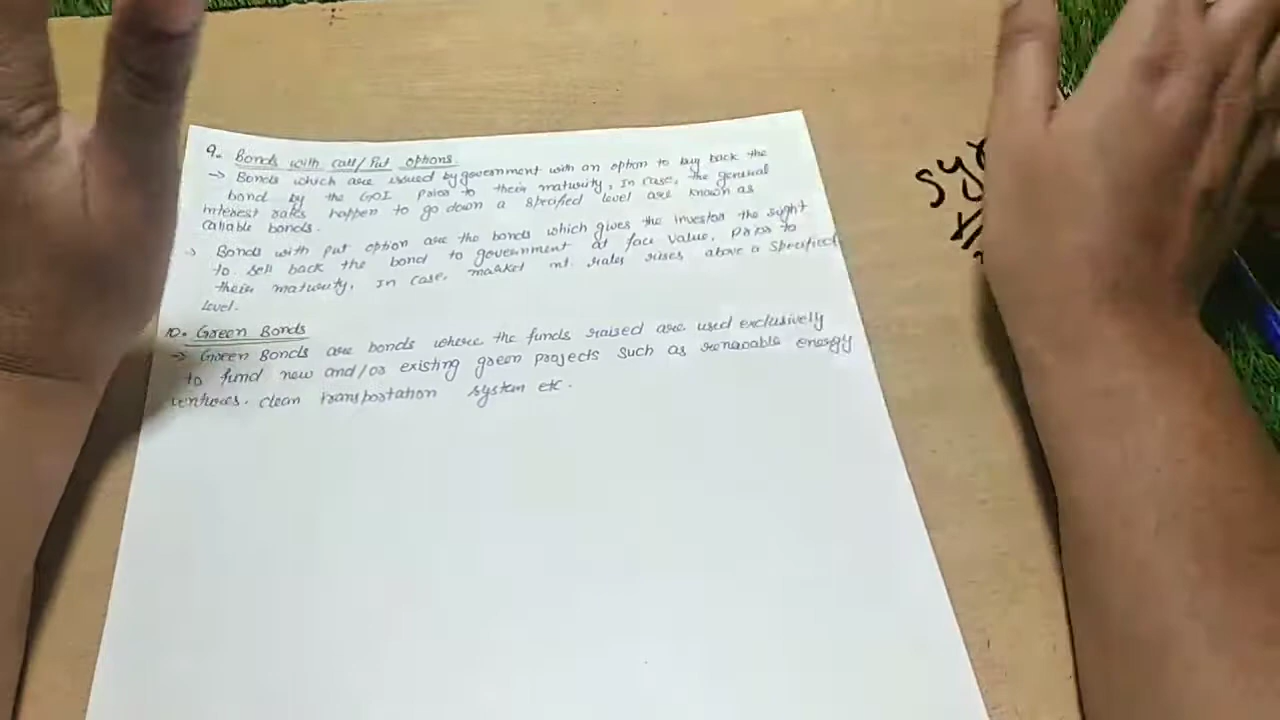 9. Bonds with call/Put options
→ Bonds which are issued by government with an option to buy back the
bond by the GOI prior to their maturity, In case, the general
interest rates happen to go down a specified level are known as
Callable bonds.
→ Bonds with put option are the bonds which gives the investor the right
to sell back the bond to government at face value, prior to
their maturity, In case, market int. rates rises above a specified
level.
10. Green Bonds
→ Green Bonds are bonds where the funds raised are used exclusively
to fund new and/or existing green projects such as renewable energy
ventures. clean transportation system etc.